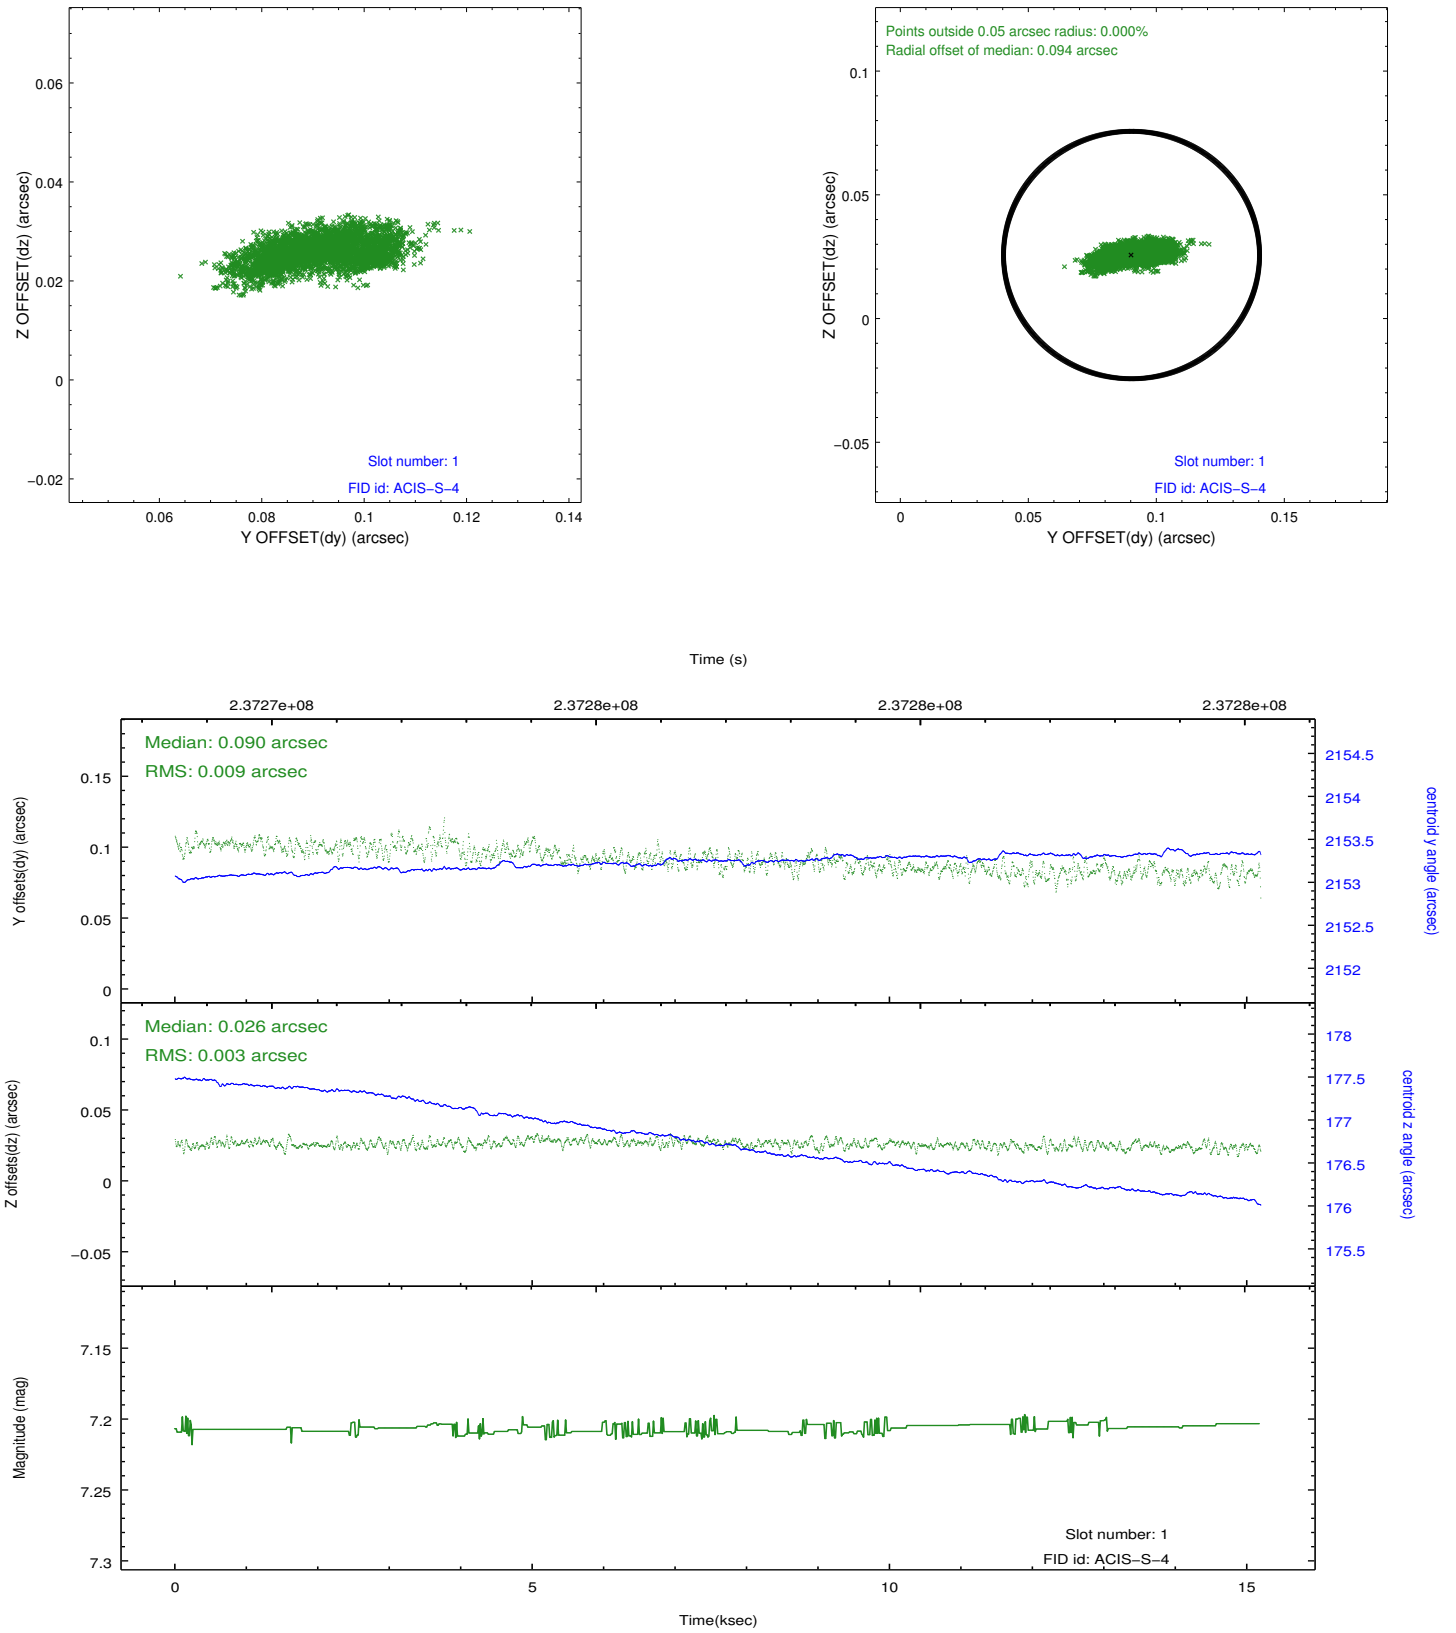 0.06
0.04
0.02
0
−0.02
Z OFFSET(dz) (arcsec)
Slot number: 1
FID id: ACIS−S−4
0.06 0.08 0.1 0.12 0.14
Y OFFSET(dy) (arcsec)
Points outside 0.05 arcsec radius: 0.000%
Radial offset of median: 0.094 arcsec
0.1
0.05
0
−0.05
Z OFFSET(dz) (arcsec)
Slot number: 1
FID id: ACIS−S−4
0 0.05 0.1 0.15
Y OFFSET(dy) (arcsec)
Time (s)
2.3727e+08 2.3728e+08 2.3728e+08 2.3728e+08
Median: 0.090 arcsec
RMS: 0.009 arcsec
0.15
0.1
0.05
0
Y offsets(dy) (arcsec)
2154.5
2154
2153.5
2153
2152.5
2152
centroid y angle (arcsec)
Median: 0.026 arcsec
RMS: 0.003 arcsec
0.1
0.05
0
−0.05
Z offsets(dz) (arcsec)
178
177.5
177
176.5
176
175.5
centroid z angle (arcsec)
7.15
7.2
7.25
7.3
Magnitude (mag)
Slot number: 1
FID id: ACIS−S−4
0 5 10 15
Time(ksec)